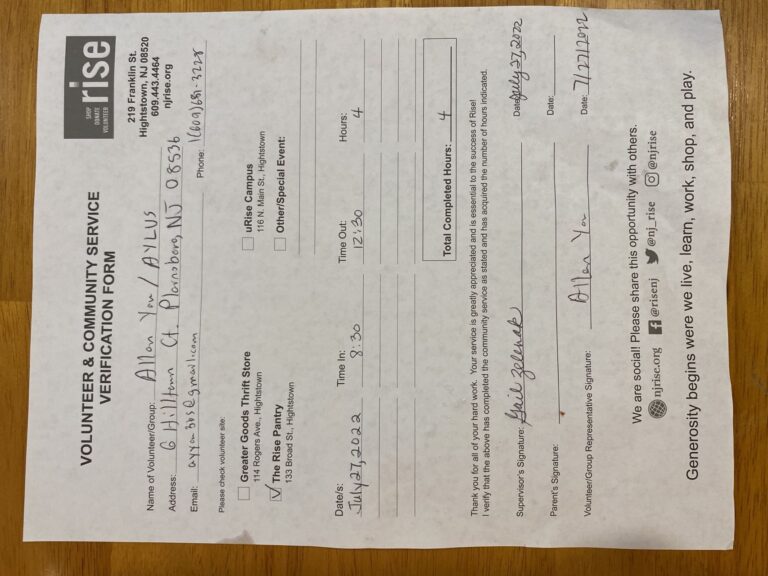 VOLUNTEER & COMMUNITY SERVICE
VERIFICATION FORM
SHOP
DONATE
VOLUNTEER
rise
219 Franklin St.
Hightstown, NJ 08520
609.443.4464
njrise.org
Name of Volunteer/Group: Allen You / AYLUS
Address: 6 Hilltown Ct. Plainsboro, NJ 08536
Email: Phone:
Please check volunteer site:
Greater Goods Thrift Store
114 Rogers Ave., Hightstown
uRise Campus
116 N. Main St., Hightstown
The Rise Pantry
133 Broad St., Hightstown
Other/Special Event:
Date/s: Time In: Time Out: Hours:
July 27, 2022 8:30 12:30 4
Total Completed Hours: 4
Thank you for all of your hard work. Your service is greatly appreciated and is essential to the success of Rise!
I verify that the above has completed the community service as stated and has acquired the number of hours indicated.
Supervisor's Signature: Gail Zelenak Date: July 27, 2022
Parent's Signature: Date:
Volunteer/Group Representative Signature: Allen You Date: 7/27/2022
We are social! Please share this opportunity with others.
njrise.org @risenj @nj_rise @njrise
Generosity begins were we live, learn, work, shop, and play.